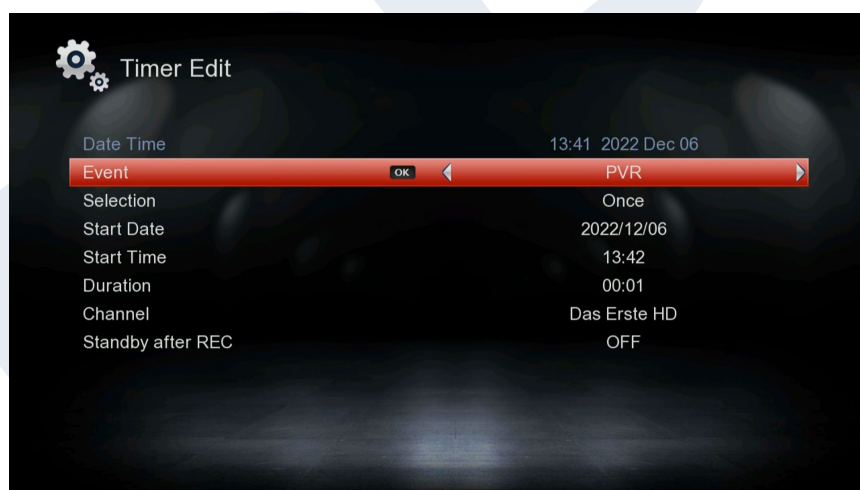 Timer Edit
Date Time 13:41 2022 Dec 06
Event OK PVR
Selection Once
Start Date 2022/12/06
Start Time 13:42
Duration 00:01
Channel Das Erste HD
Standby after REC OFF